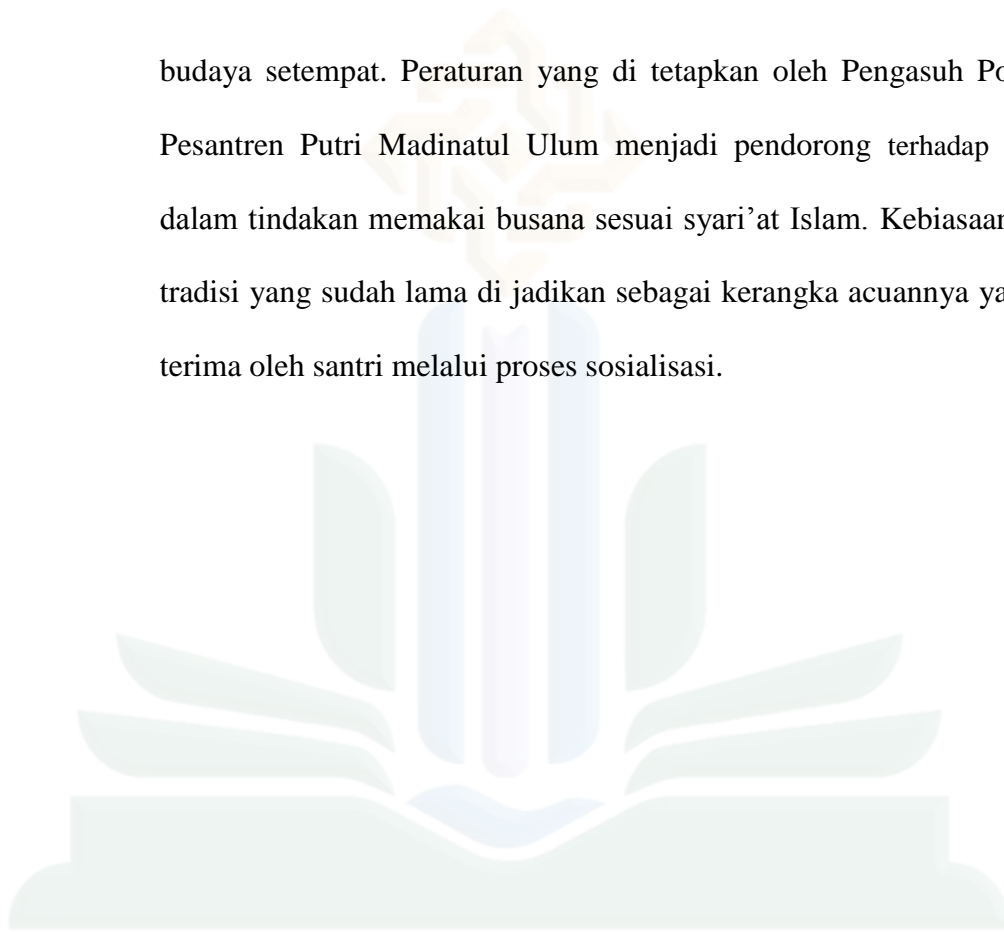 budaya setempat. Peraturan yang di tetapkan oleh Pengasuh
Pesantren Putri Madinatul Ulum menjadi pendorong terhadap
dalam tindakan memakai busana sesuai syari’at Islam. Kebiasaan
tradisi yang sudah lama di jadikan sebagai kerangka acuannya
terima oleh santri melalui proses sosialisasi.